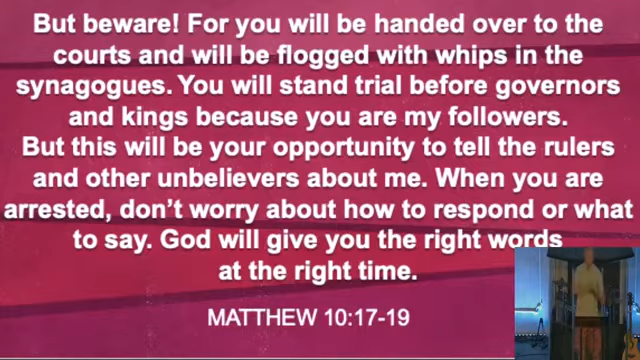 But beware! For you will be handed over to the
courts and will be flogged with whips in the
synagogues. You will stand trial before governors
and kings because you are my followers.
But this will be your opportunity to tell the rulers
and other unbelievers about me. When you are
arrested, don’t worry about how to respond or what
to say. God will give you the right words
at the right time.
MATTHEW 10:17-19